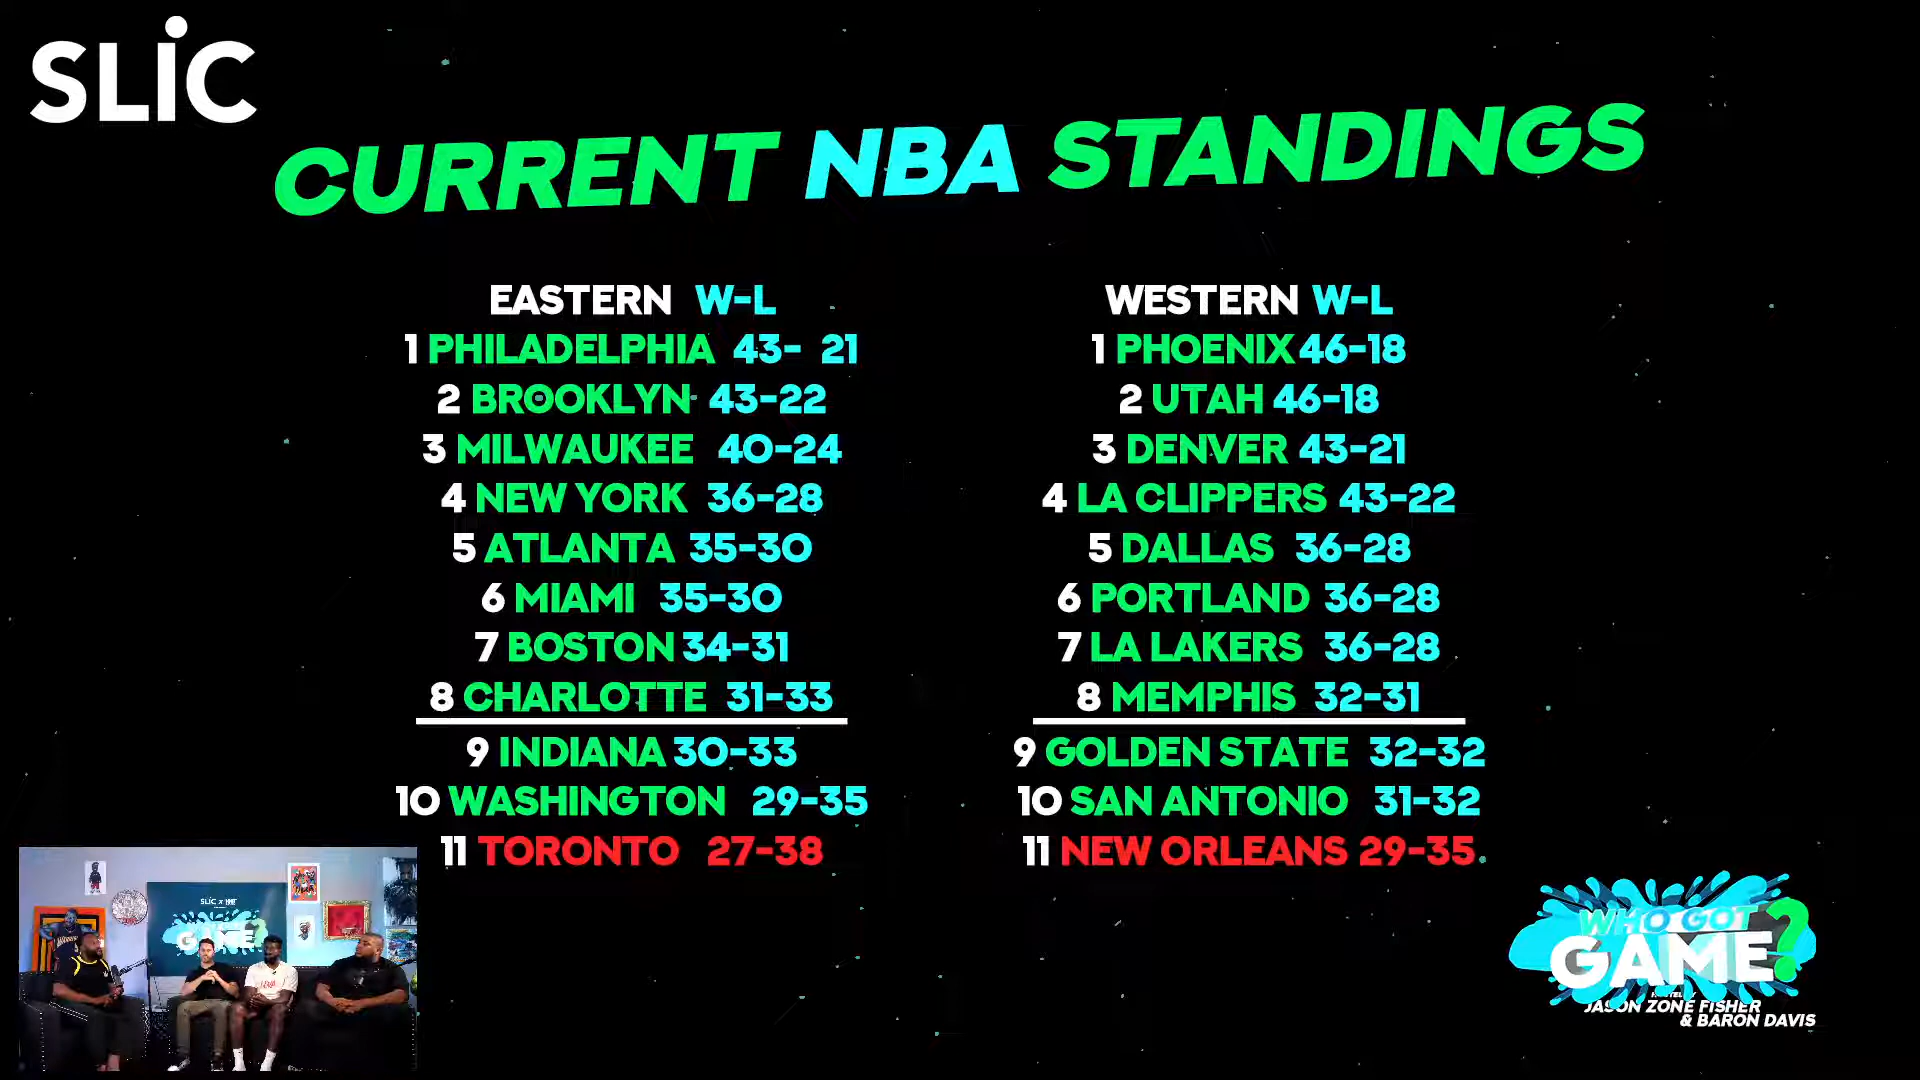 SLiC
CURRENT NBA STANDINGS
EASTERN W-L
1 PHILADELPHIA 43- 21
2 BROOKLYN 43-22
3 MILWAUKEE 40-24
4 NEW YORK 36-28
5 ATLANTA 35-30
6 MIAMI 35-30
7 BOSTON 34-31
8 CHARLOTTE 31-33
9 INDIANA 30-33
10 WASHINGTON 29-35
11 TORONTO 27-38
WESTERN W-L
1 PHOENIX 46-18
2 UTAH 46-18
3 DENVER 43-21
4 LA CLIPPERS 43-22
5 DALLAS 36-28
6 PORTLAND 36-28
7 LA LAKERS 36-28
8 MEMPHIS 32-31
9 GOLDEN STATE 32-32
10 SAN ANTONIO 31-32
11 NEW ORLEANS 29-35
SLiC x
GAME?
WHO GOT
GAME?
JASON ZONE FISHER
& BARON DAVIS